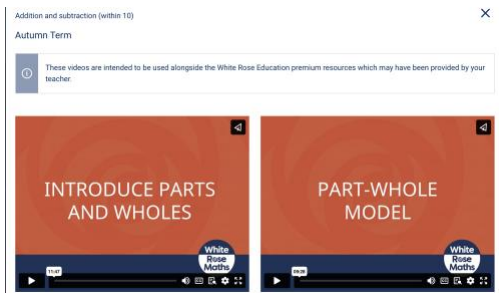 Addition and subtraction (within 10)
Autumn Term
These videos are intended to be used alongside the White Rose Education premium resources which may have been provided by your
teacher.
INTRODUCE PARTS
AND WHOLES
White
Rose
Maths
11:47
PART-WHOLE
MODEL
White
Rose
Maths